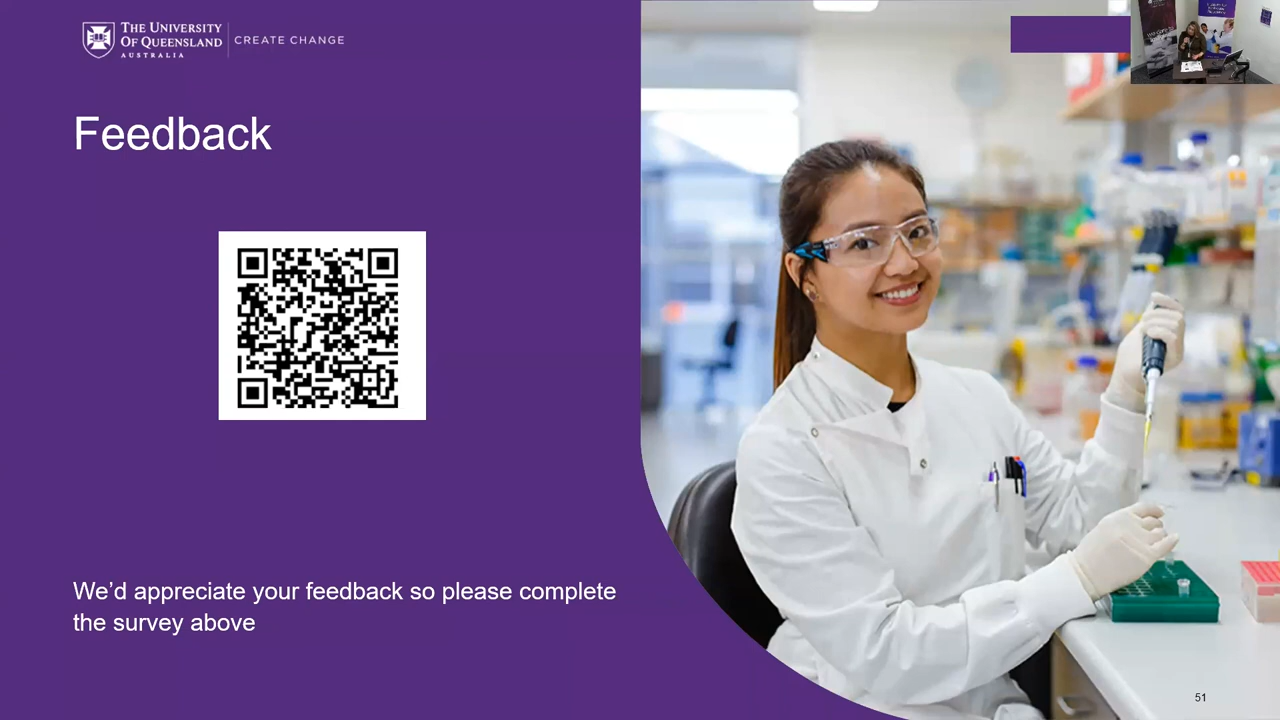 THE UNIVERSITY
OF QUEENSLAND
AUSTRALIA
CREATE CHANGE
Feedback
We’d appreciate your feedback so please complete
the survey above
51